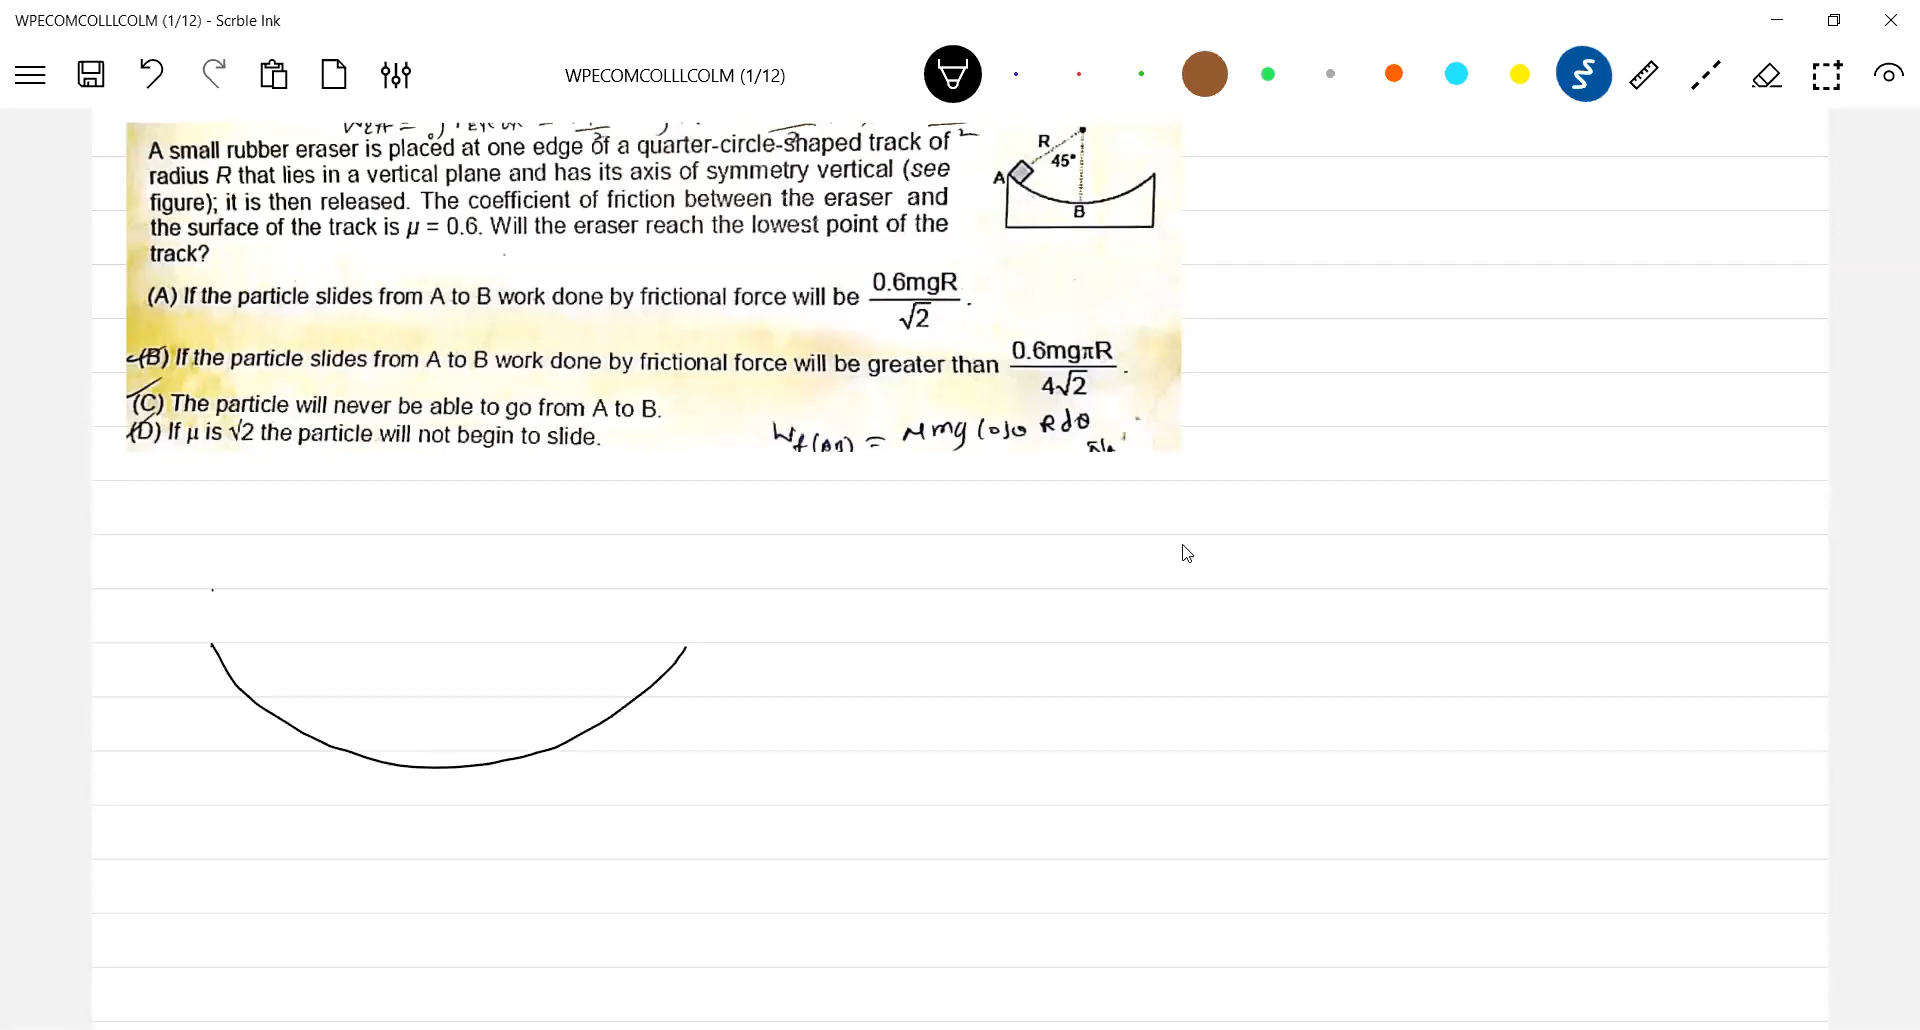 WPECOMCOLLLCOLM (1/12) - Scrble Ink
WPECOMCOLLLCOLM (1/12)
A small rubber eraser is placed at one edge of a quarter-circle-shaped track of
radius R that lies in a vertical plane and has its axis of symmetry vertical (see
figure); it is then released. The coefficient of friction between the eraser and
the surface of the track is μ = 0.6. Will the eraser reach the lowest point of the
track?
R
45°
A
B
(A) If the particle slides from A to B work done by frictional force will be 0.6mgR/√2 .
(B) If the particle slides from A to B work done by frictional force will be greater than 0.6mgπR/4√2 .
(C) The particle will never be able to go from A to B.
(D) If μ is √2 the particle will not begin to slide.
= μmg cosθ Rdθ